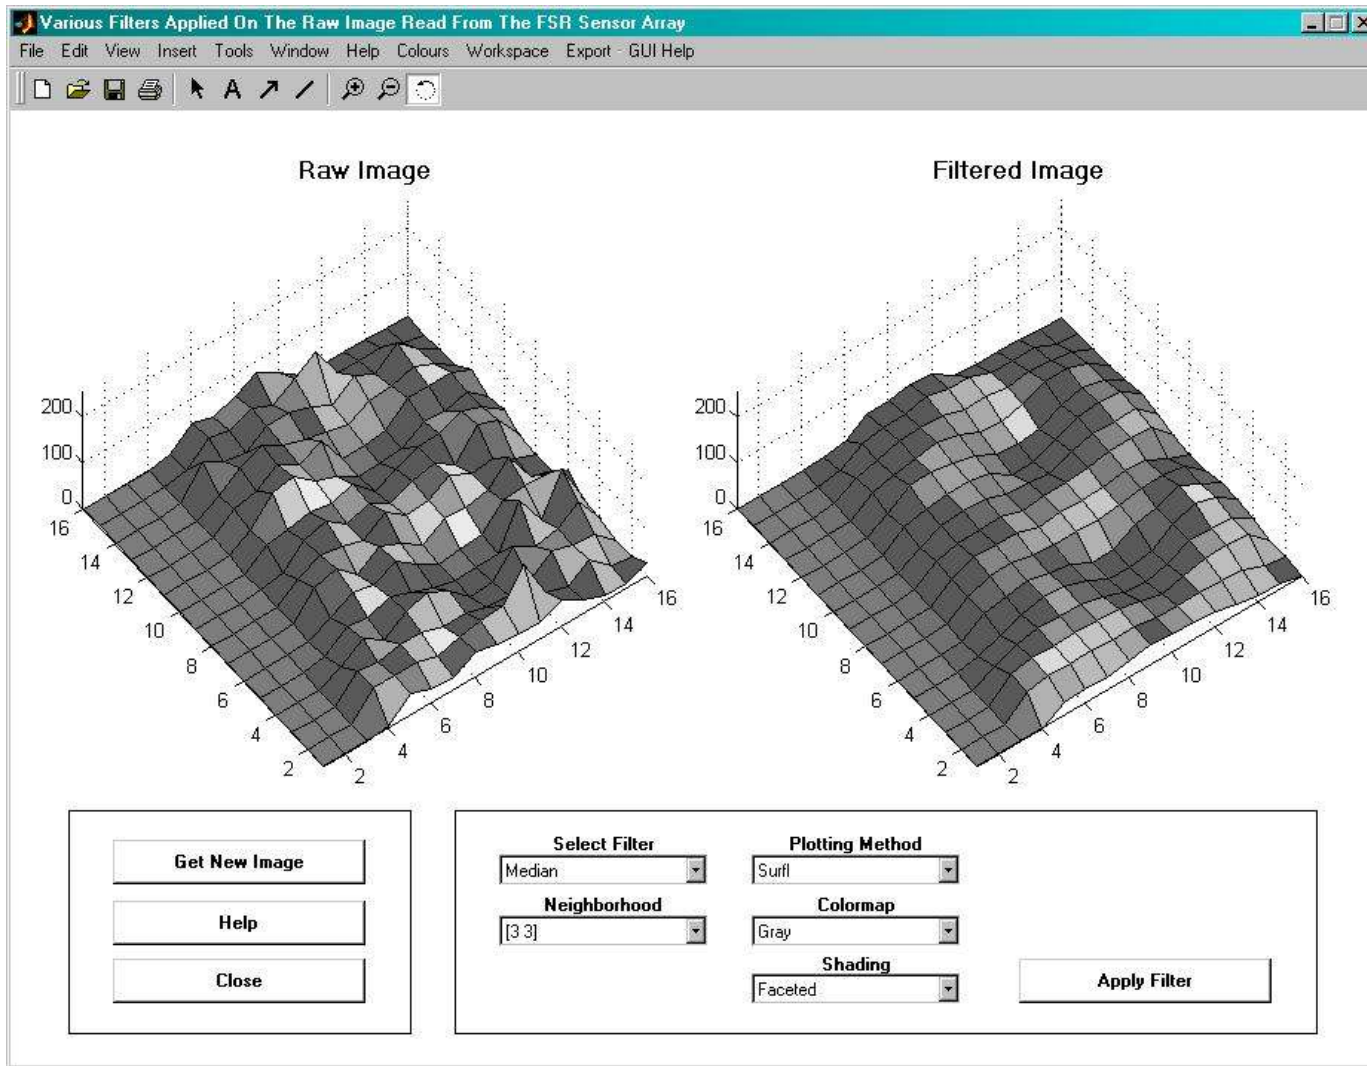 Various Filters Applied On The Raw Image Read From The FSR Sensor Array
File Edit View Insert Tools Window Help Colours Workspace Export GUI Help
A
Raw Image
200
100
0
16
14
12
10
8
6
4
2
2
4
6
8
10
12
14
16
Filtered Image
200
100
0
16
14
12
10
8
6
4
2
2
4
6
8
10
12
14
16
Get New Image
Help
Close
Select Filter
Median
Neighborhood
[3 3]
Plotting Method
Surfl
Colormap
Gray
Shading
Faceted
Apply Filter